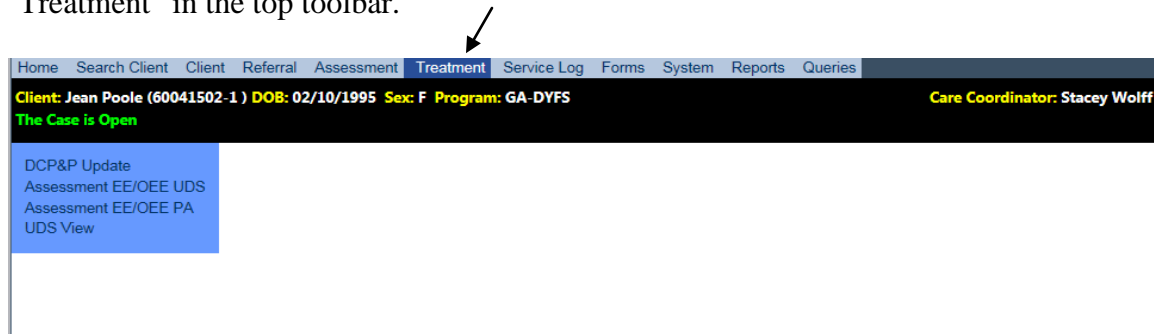 "Treatment" in the top toolbar.
Home Search Client Client Referral Assessment Treatment Service Log Forms System Reports Queries
Client: Jean Poole (60041502-1 ) DOB: 02/10/1995 Sex: F Program: GA-DYFS Care Coordinator: Stacey Wolff
The Case is Open
DCP&P Update
Assessment EE/OEE UDS
Assessment EE/OEE PA
UDS View